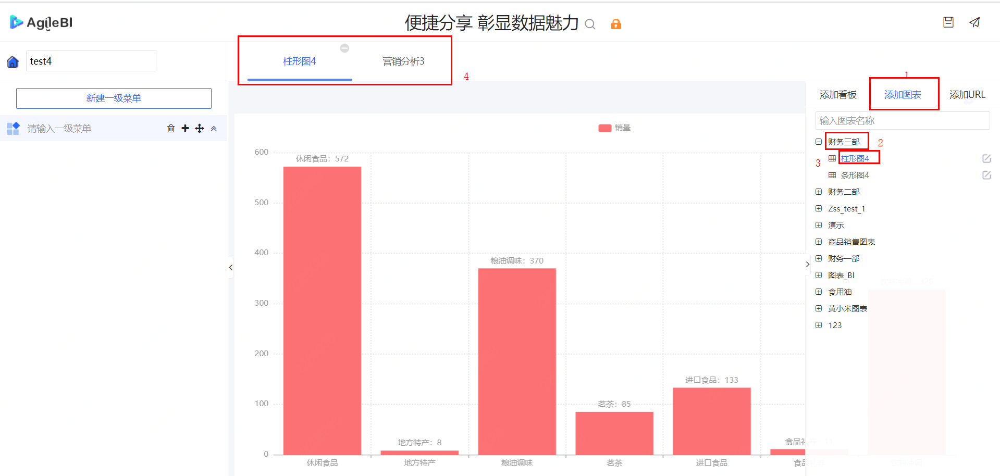 AgileBI
便捷分享 彰显数据魅力
test4
柱形图4
营销分析3
4
1
新建一级菜单
添加看板
添加图表
添加URL
请输入一级菜单
输入图表名称
销量
财务三部
2
3
柱形图4
条形图4
财务二部
Zss_test_1
演示
商品销售图表
财务一部
图表_BI
食用油
黄小米图表
123
600
500
400
300
200
100
0
休闲食品：572
地方特产：8
粮油调味：370
茗茶：85
进口食品：133
食品礼
休闲食品
地方特产
粮油调味
茗茶
进口食品
食品